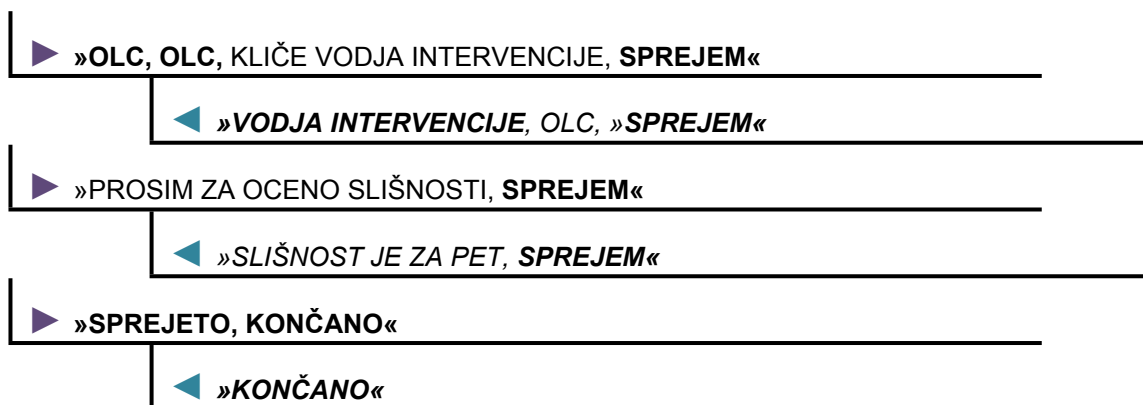 »OLC, OLC, KLIČE VODJA INTERVENCIJE, SPREJEM«
»VODJA INTERVENCIJE, OLC, »SPREJEM«
»PROSIM ZA OCENO SLIŠNOSTI, SPREJEM«
»SLIŠNOST JE ZA PET, SPREJEM«
»SPREJETO, KONČANO«
»KONČANO«